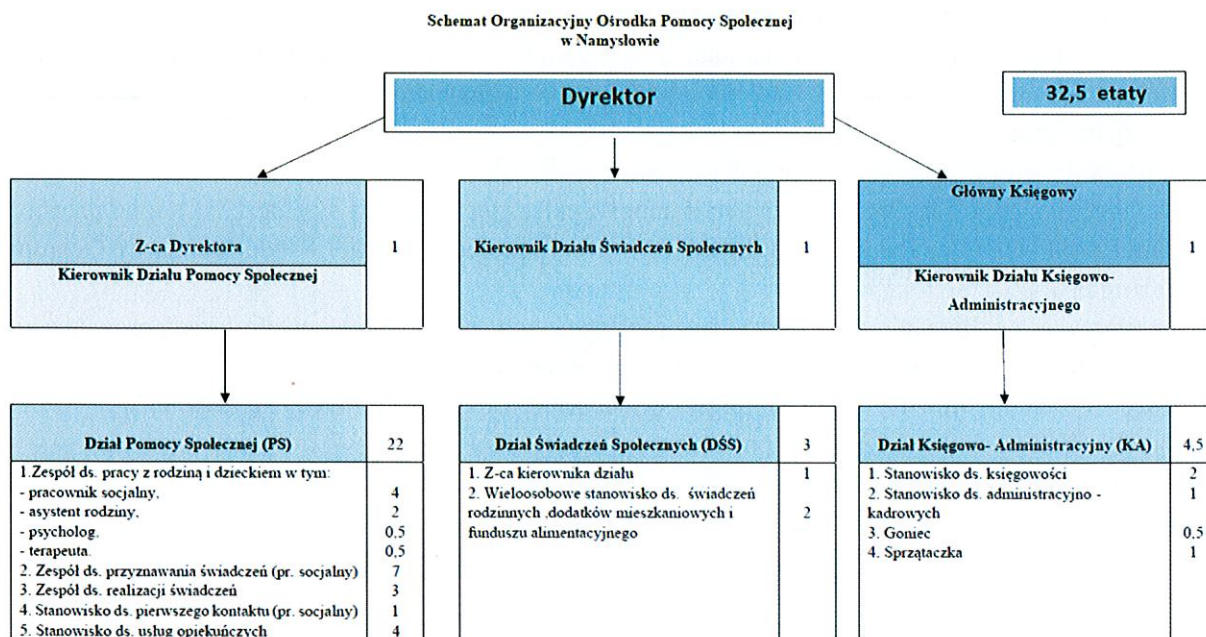 Schemat Organizacyjny Ośrodka Pomocy Społecznej
w Namysłowie
Dyrektor
32,5 etaty
Z-ca Dyrektora
Kierownik Działu Pomocy Społecznej
1
Kierownik Działu Świadczeń Społecznych
1
Główny Księgowy
Kierownik Działu Księgowo-
Administracyjnego
1
Dział Pomocy Społecznej (PS)
22
1.Zespół ds. pracy z rodziną i dzieckiem w tym:
- pracownik socjalny, 4
- asystent rodziny, 2
- psycholog, 0,5
- terapeuta. 0,5
2. Zespół ds. przyznawania świadczeń (pr. socjalny) 7
3. Zespół ds. realizacji świadczeń 3
4. Stanowisko ds. pierwszego kontaktu (pr. socjalny) 1
5. Stanowisko ds. usług opiekuńczych 4
Dział Świadczeń Społecznych (DŚS)
3
1. Z-ca kierownika działu 1
2. Wieloosobowe stanowisko ds. świadczeń
rodzinnych ,dodatków mieszkaniowych i 2
funduszu alimentacyjnego
Dział Księgowo- Administracyjny (KA)
4,5
1. Stanowisko ds. księgowości 2
2. Stanowisko ds. administracyjno - 1
kadrowych
3. Goniec 0,5
4. Sprzątaczka 1